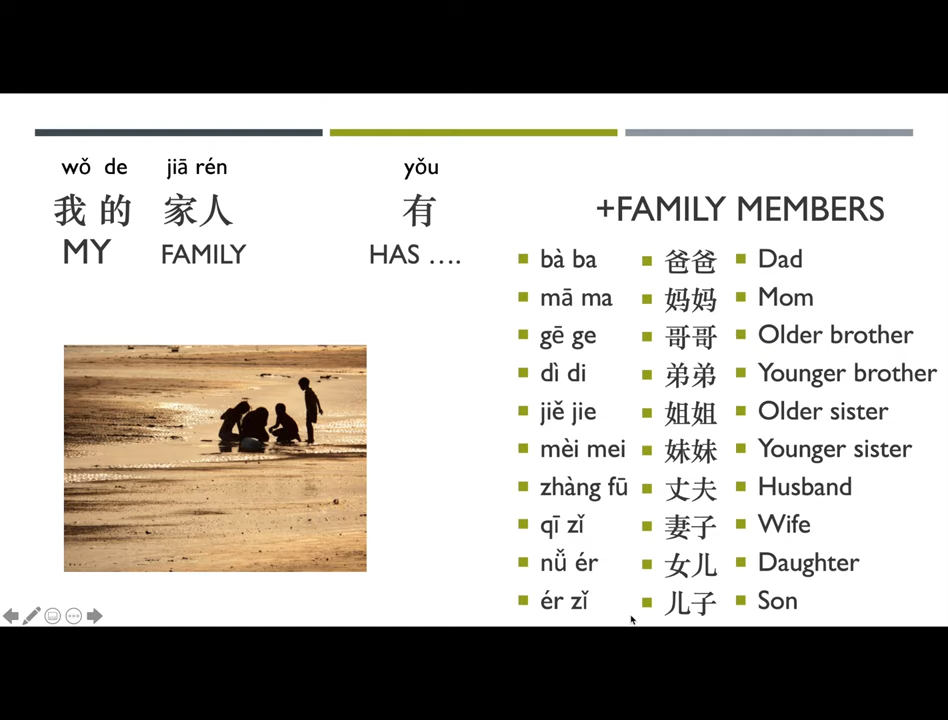 wǒ de jiā rén yǒu
我 的 家人 有
MY FAMILY HAS ….
+FAMILY MEMBERS
bà ba 爸爸 Dad
mā ma 妈妈 Mom
gē ge 哥哥 Older brother
dì di 弟弟 Younger brother
jiě jie 姐姐 Older sister
mèi mei 妹妹 Younger sister
zhàng fū 丈夫 Husband
qī zǐ 妻子 Wife
nǚ ér 女儿 Daughter
ér zǐ 儿子 Son